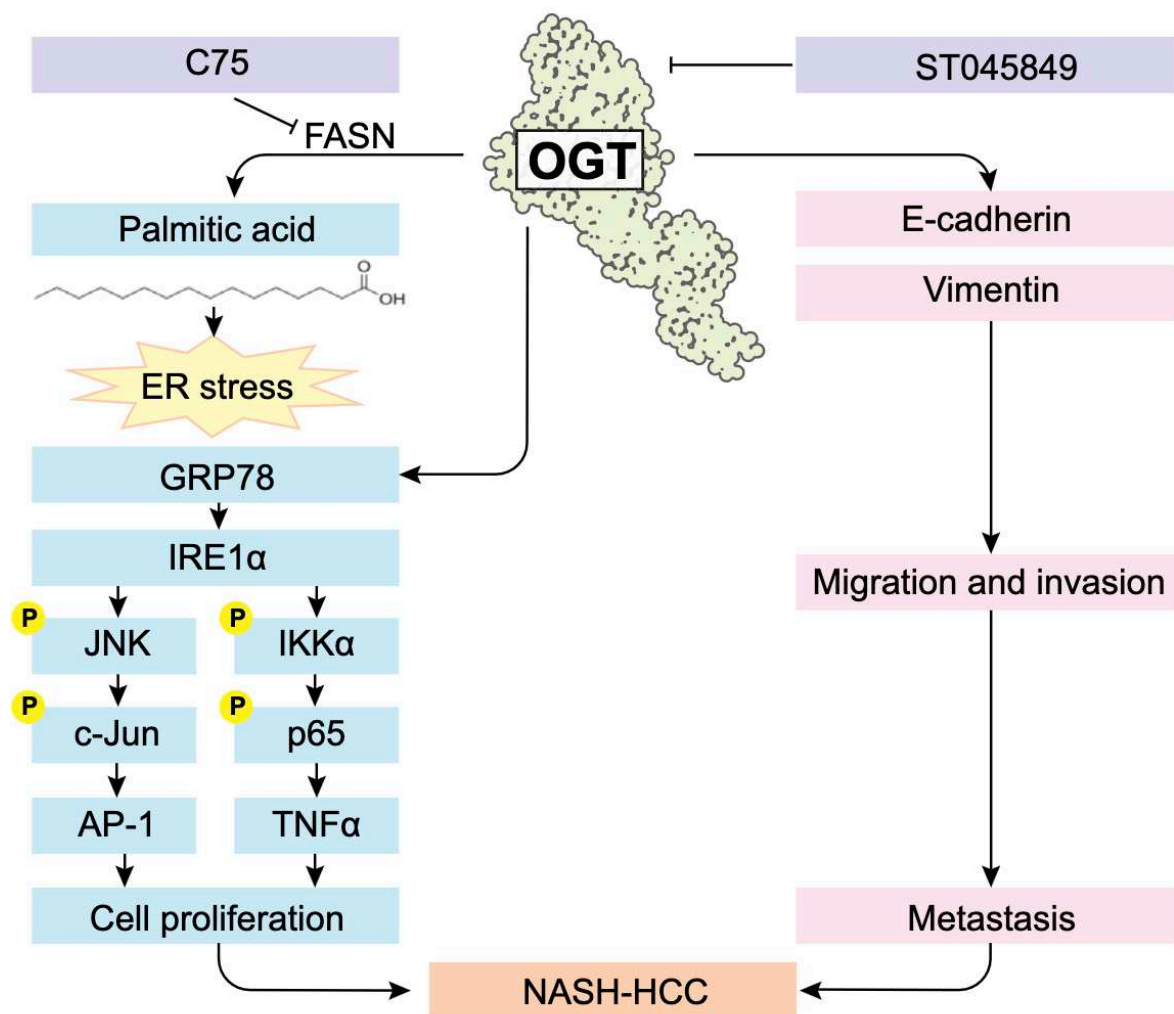 C75
ST045849
FASN
OGT
Palmitic acid
E-cadherin
O
OH
Vimentin
ER stress
GRP78
IRE1α
Migration and invasion
P
P
JNK
IKKα
P
P
c-Jun
p65
AP-1
TNFα
Cell proliferation
Metastasis
NASH-HCC